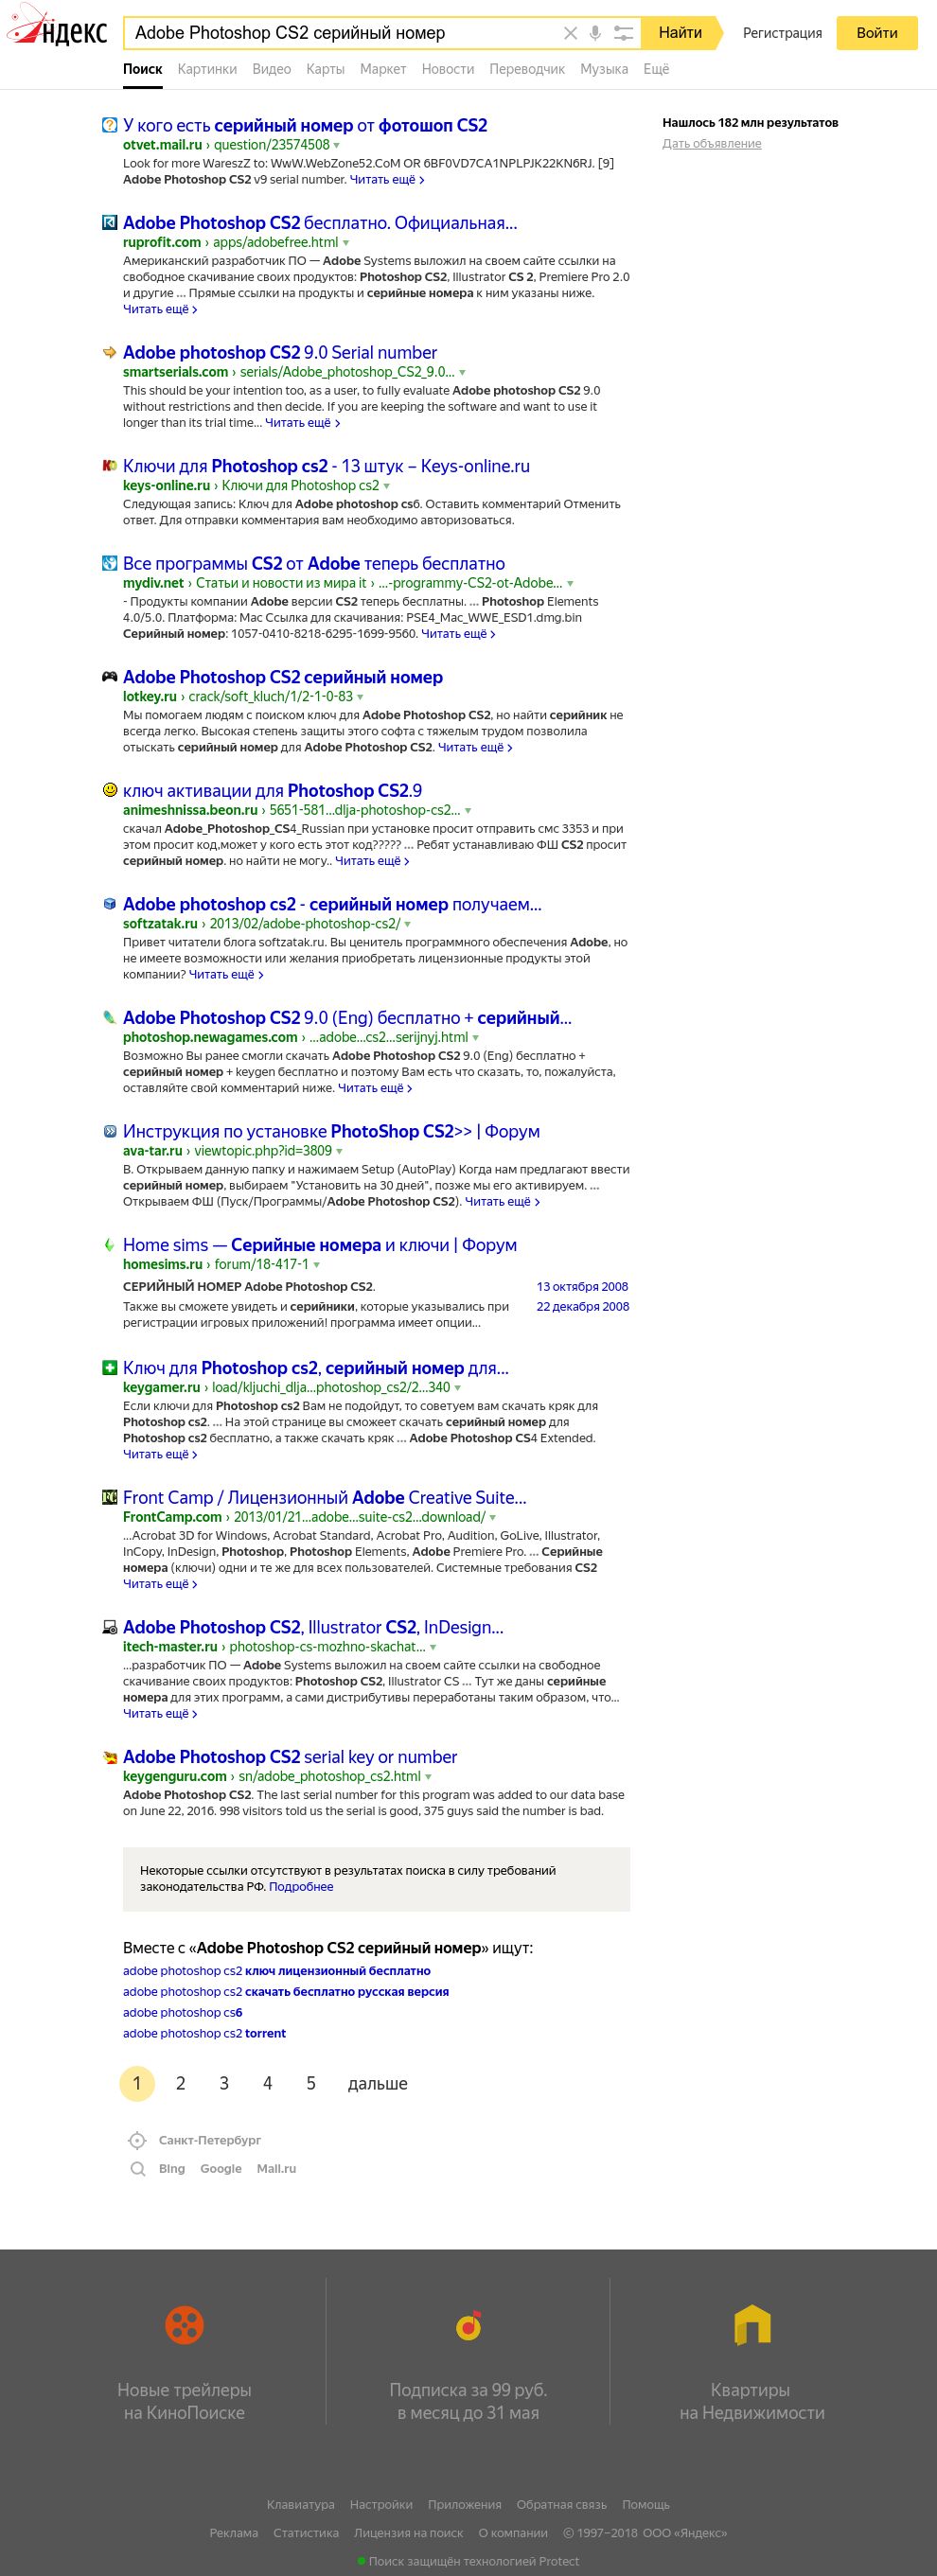 Яндекс
Adobe Photoshop CS2 серийный номер
Найти
Регистрация
Войти
Поиск Картинки Видео Карты Маркет Новости Переводчик Музыка Ещё
Нашлось 182 млн результатов
Дать объявление
У кого есть серийный номер от фотошоп CS2
otvet.mail.ru › question/23574508
Look for more WareszZ to: WwW.WebZone52.CoM OR 6BF0VD7CA1NPLPJK22KN6RJ. [9]
Adobe Photoshop CS2 v9 serial number. Читать ещё
Adobe Photoshop CS2 бесплатно. Официальная...
ruprofit.com › apps/adobefree.html
Американский разработчик ПО — Adobe Systems выложил на своем сайте ссылки на
свободное скачивание своих продуктов: Photoshop CS2, Illustrator CS 2, Premiere Pro 2.0
и другие ... Прямые ссылки на продукты и серийные номера к ним указаны ниже.
Читать ещё
Adobe photoshop CS2 9.0 Serial number
smartserials.com › serials/Adobe_photoshop_CS2_9.0...
This should be your intention too, as a user, to fully evaluate Adobe photoshop CS2 9.0
without restrictions and then decide. If you are keeping the software and want to use it
longer than its trial time... Читать ещё
Ключи для Photoshop cs2 - 13 штук – Keys-online.ru
keys-online.ru › Ключи для Photoshop cs2
Следующая запись: Ключ для Adobe photoshop cs6. Оставить комментарий Отменить
ответ. Для отправки комментария вам необходимо авторизоваться.
Все программы CS2 от Adobe теперь бесплатно
mydiv.net › Статьи и новости из мира it › ...-programmy-CS2-ot-Adobe...
- Продукты компании Adobe версии CS2 теперь бесплатны. ... Photoshop Elements
4.0/5.0. Платформа: Mac Ссылка для скачивания: PSE4_Mac_WWE_ESD1.dmg.bin
Серийный номер: 1057-0410-8218-6295-1699-9560. Читать ещё
Adobe Photoshop CS2 серийный номер
lotkey.ru › crack/soft_kluch/1/2-1-0-83
Мы помогаем людям с поиском ключ для Adobe Photoshop CS2, но найти серийник не
всегда легко. Высокая степень защиты этого софта с тяжелым трудом позволила
отыскать серийный номер для Adobe Photoshop CS2. Читать ещё
ключ активации для Photoshop CS2.9
animeshnissa.beon.ru › 5651-581...dlja-photoshop-cs2...
скачал Adobe_Photoshop_CS4_Russian при установке просит отправить смс 3353 и при
этом просит код,может у кого есть этот код????? ... Ребят устанавливаю ФШ CS2 просит
серийный номер. но найти не могу.. Читать ещё
Adobe photoshop cs2 - серийный номер получаем...
softzatak.ru › 2013/02/adobe-photoshop-cs2/
Привет читатели блога softzatak.ru. Вы ценитель программного обеспечения Adobe, но
не имеете возможности или желания приобретать лицензионные продукты этой
компании? Читать ещё
Adobe Photoshop CS2 9.0 (Eng) бесплатно + серийный...
photoshop.newagames.com › ...adobe...cs2...serijnyj.html
Возможно Вы ранее смогли скачать Adobe Photoshop CS2 9.0 (Eng) бесплатно +
серийный номер + keygen бесплатно и поэтому Вам есть что сказать, то, пожалуйста,
оставляйте свой комментарий ниже. Читать ещё
Инструкция по установке PhotoShop CS2>> | Форум
ava-tar.ru › viewtopic.php?id=3809
В. Открываем данную папку и нажимаем Setup (AutoPlay) Когда нам предлагают ввести
серийный номер, выбираем "Установить на 30 дней", позже мы его активируем. ...
Открываем ФШ (Пуск/Программы/Adobe Photoshop CS2). Читать ещё
Home sims — Серийные номера и ключи | Форум
homesims.ru › forum/18-417-1
СЕРИЙНЫЙ НОМЕР Adobe Photoshop CS2. 13 октября 2008
Также вы сможете увидеть и серийники, которые указывались при 22 декабря 2008
регистрации игровых приложений! программа имеет опции...
Ключ для Photoshop cs2, серийный номер для...
keygamer.ru › load/kljuchi_dlja...photoshop_cs2/2...340
Если ключи для Photoshop cs2 Вам не подойдут, то советуем вам скачать кряк для
Photoshop cs2. ... На этой странице вы сможеет скачать серийный номер для
Photoshop cs2 бесплатно, а также скачать кряк ... Adobe Photoshop CS4 Extended.
Читать ещё
Front Camp / Лицензионный Adobe Creative Suite...
FrontCamp.com › 2013/01/21...adobe...suite-cs2...download/
...Acrobat 3D for Windows, Acrobat Standard, Acrobat Pro, Audition, GoLive, Illustrator,
InCopy, InDesign, Photoshop, Photoshop Elements, Adobe Premiere Pro. ... Серийные
номера (ключи) одни и те же для всех пользователей. Системные требования CS2
Читать ещё
Adobe Photoshop CS2, Illustrator CS2, InDesign...
itech-master.ru › photoshop-cs-mozhno-skachat...
...разработчик ПО — Adobe Systems выложил на своем сайте ссылки на свободное
скачивание своих продуктов: Photoshop CS2, Illustrator CS ... Тут же даны серийные
номера для этих программ, а сами дистрибутивы переработаны таким образом, что...
Читать ещё
Adobe Photoshop CS2 serial key or number
keygenguru.com › sn/adobe_photoshop_cs2.html
Adobe Photoshop CS2. The last serial number for this program was added to our data base
on June 22, 2016. 998 visitors told us the serial is good, 375 guys said the number is bad.
Некоторые ссылки отсутствуют в результатах поиска в силу требований
законодательства РФ. Подробнее
Вместе с «Adobe Photoshop CS2 серийный номер» ищут:
adobe photoshop cs2 ключ лицензионный бесплатно
adobe photoshop cs2 скачать бесплатно русская версия
adobe photoshop cs6
adobe photoshop cs2 torrent
1 2 3 4 5 дальше
Санкт-Петербург
Bing Google Mail.ru
Новые трейлеры
на КиноПоиске
Подписка за 99 руб.
в месяц до 31 мая
Квартиры
на Недвижимости
Клавиатура Настройки Приложения Обратная связь Помощь
Реклама Статистика Лицензия на поиск О компании © 1997–2018 ООО «Яндекс»
Поиск защищён технологией Protect